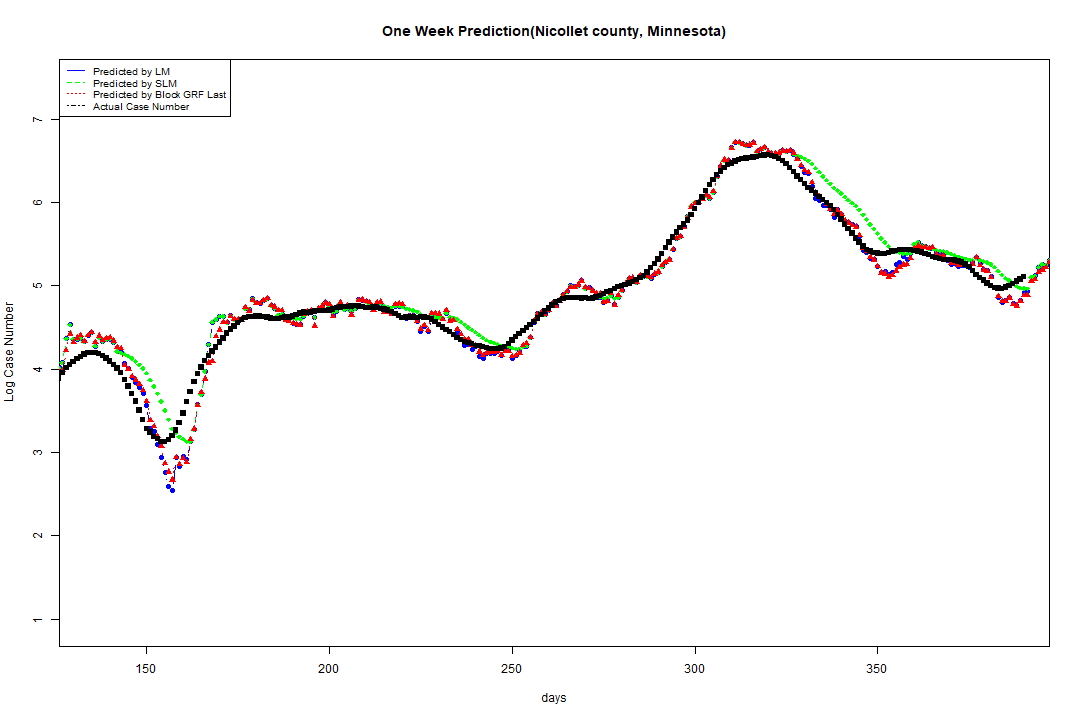 One Week Prediction(Nicollet county, Minnesota)
Predicted by LM
Predicted by SLM
Predicted by Block GRF Last
Actual Case Number
7
6
5
4
3
2
1
Log Case Number
150 200 250 300 350
days